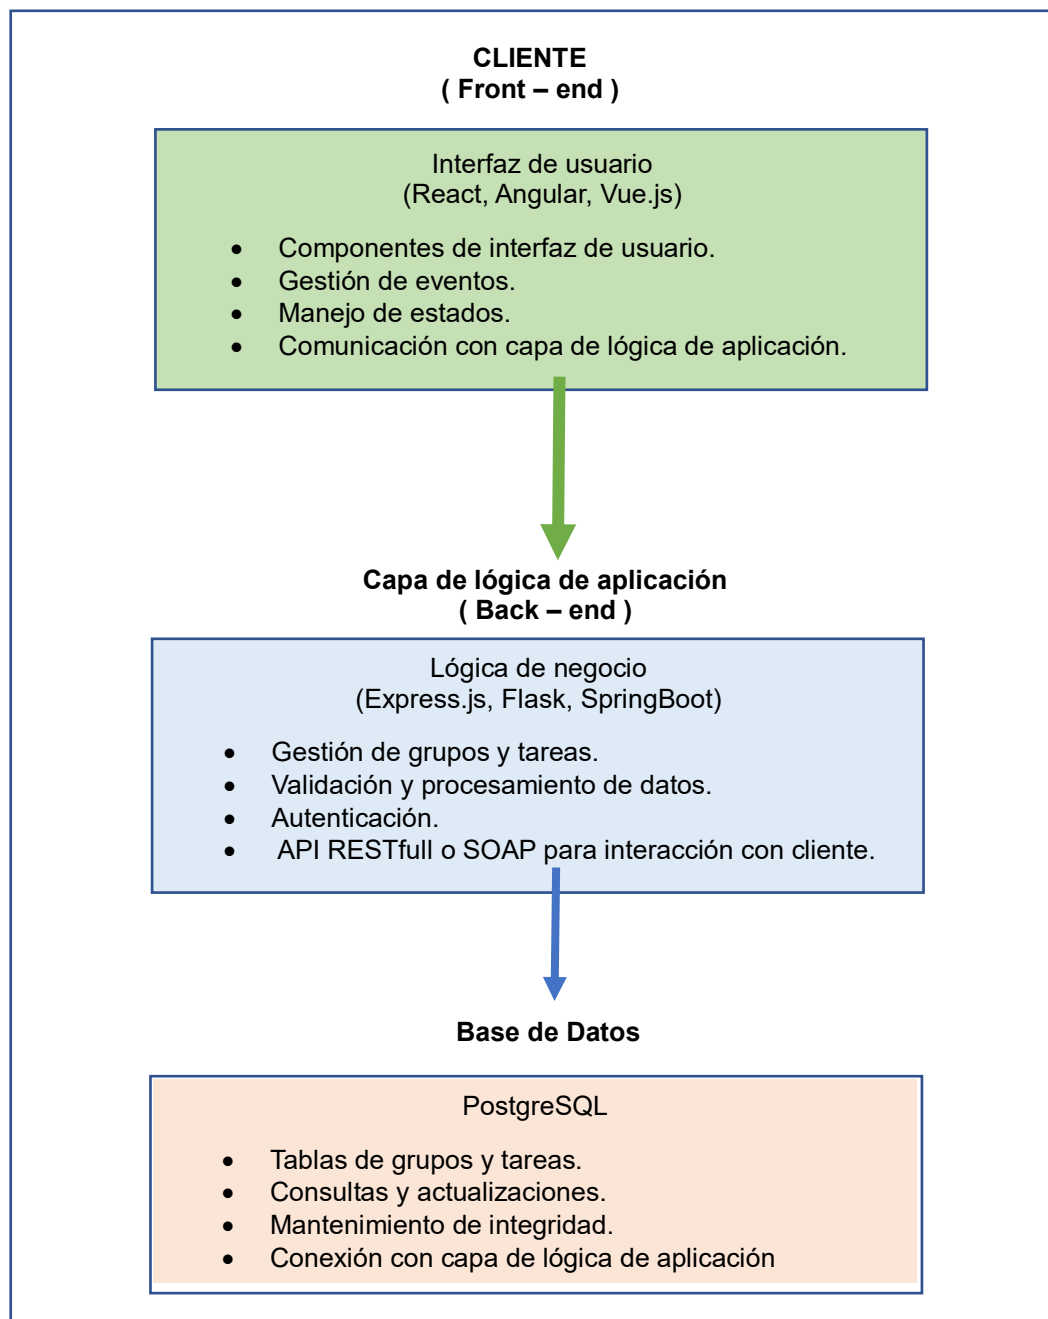 CLIENTE
( Front – end )
Interfaz de usuario
(React, Angular, Vue.js)
• Componentes de interfaz de usuario.
• Gestión de eventos.
• Manejo de estados.
• Comunicación con capa de lógica de aplicación.
Capa de lógica de aplicación
( Back – end )
Lógica de negocio
(Express.js, Flask, SpringBoot)
• Gestión de grupos y tareas.
• Validación y procesamiento de datos.
• Autenticación.
• API RESTfull o SOAP para interacción con cliente.
Base de Datos
PostgreSQL
• Tablas de grupos y tareas.
• Consultas y actualizaciones.
• Mantenimiento de integridad.
• Conexión con capa de lógica de aplicación